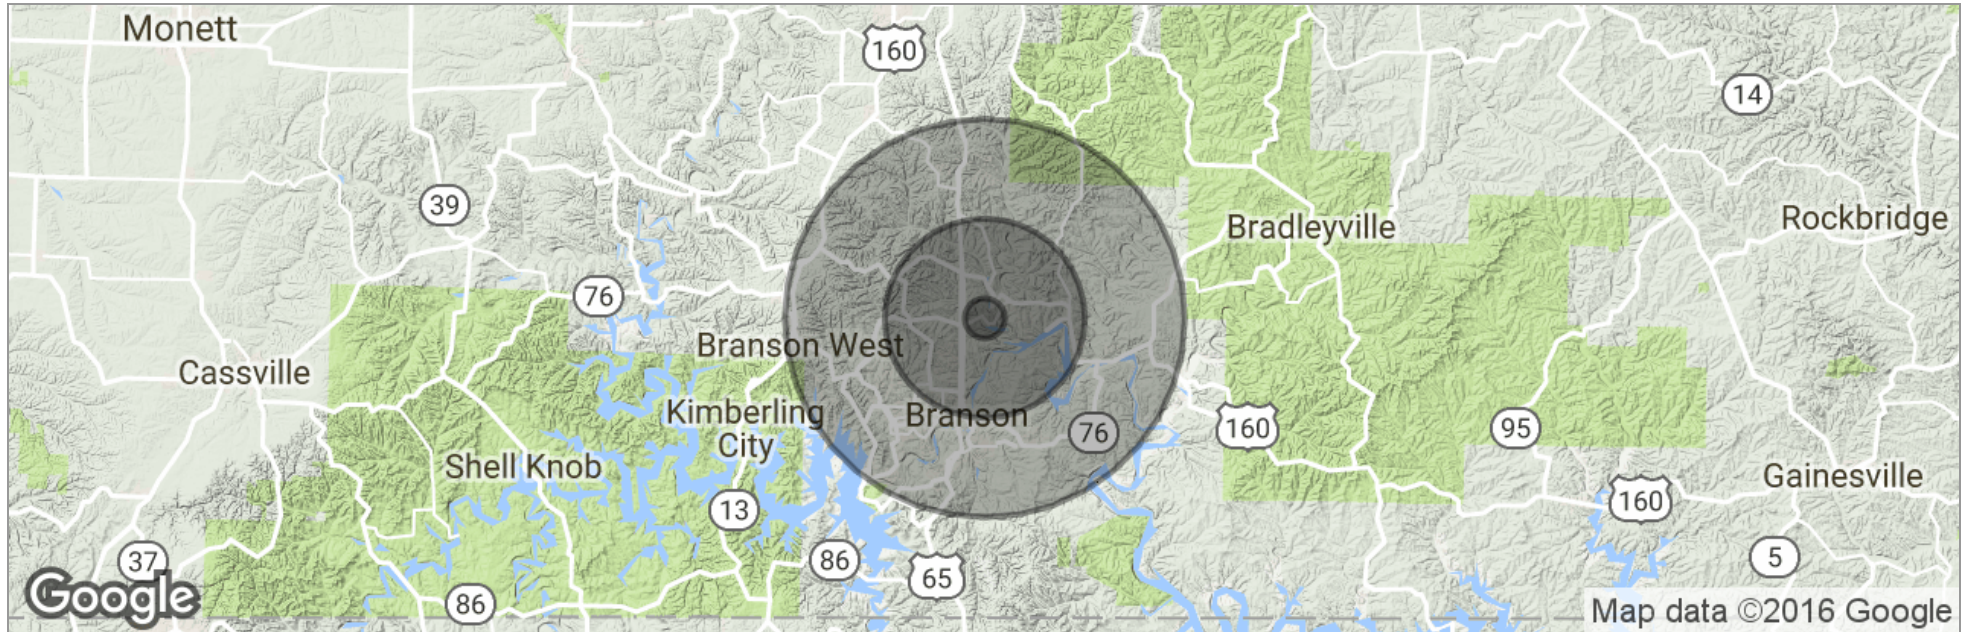 Monett
160
14
39
Rockbridge
Bradleyville
76
Branson West
Cassville
Kimberling
City
Branson
76
160
95
Shell Knob
Gainesville
13
160
37
86
65
5
Google
86
Map data ©2016 Google